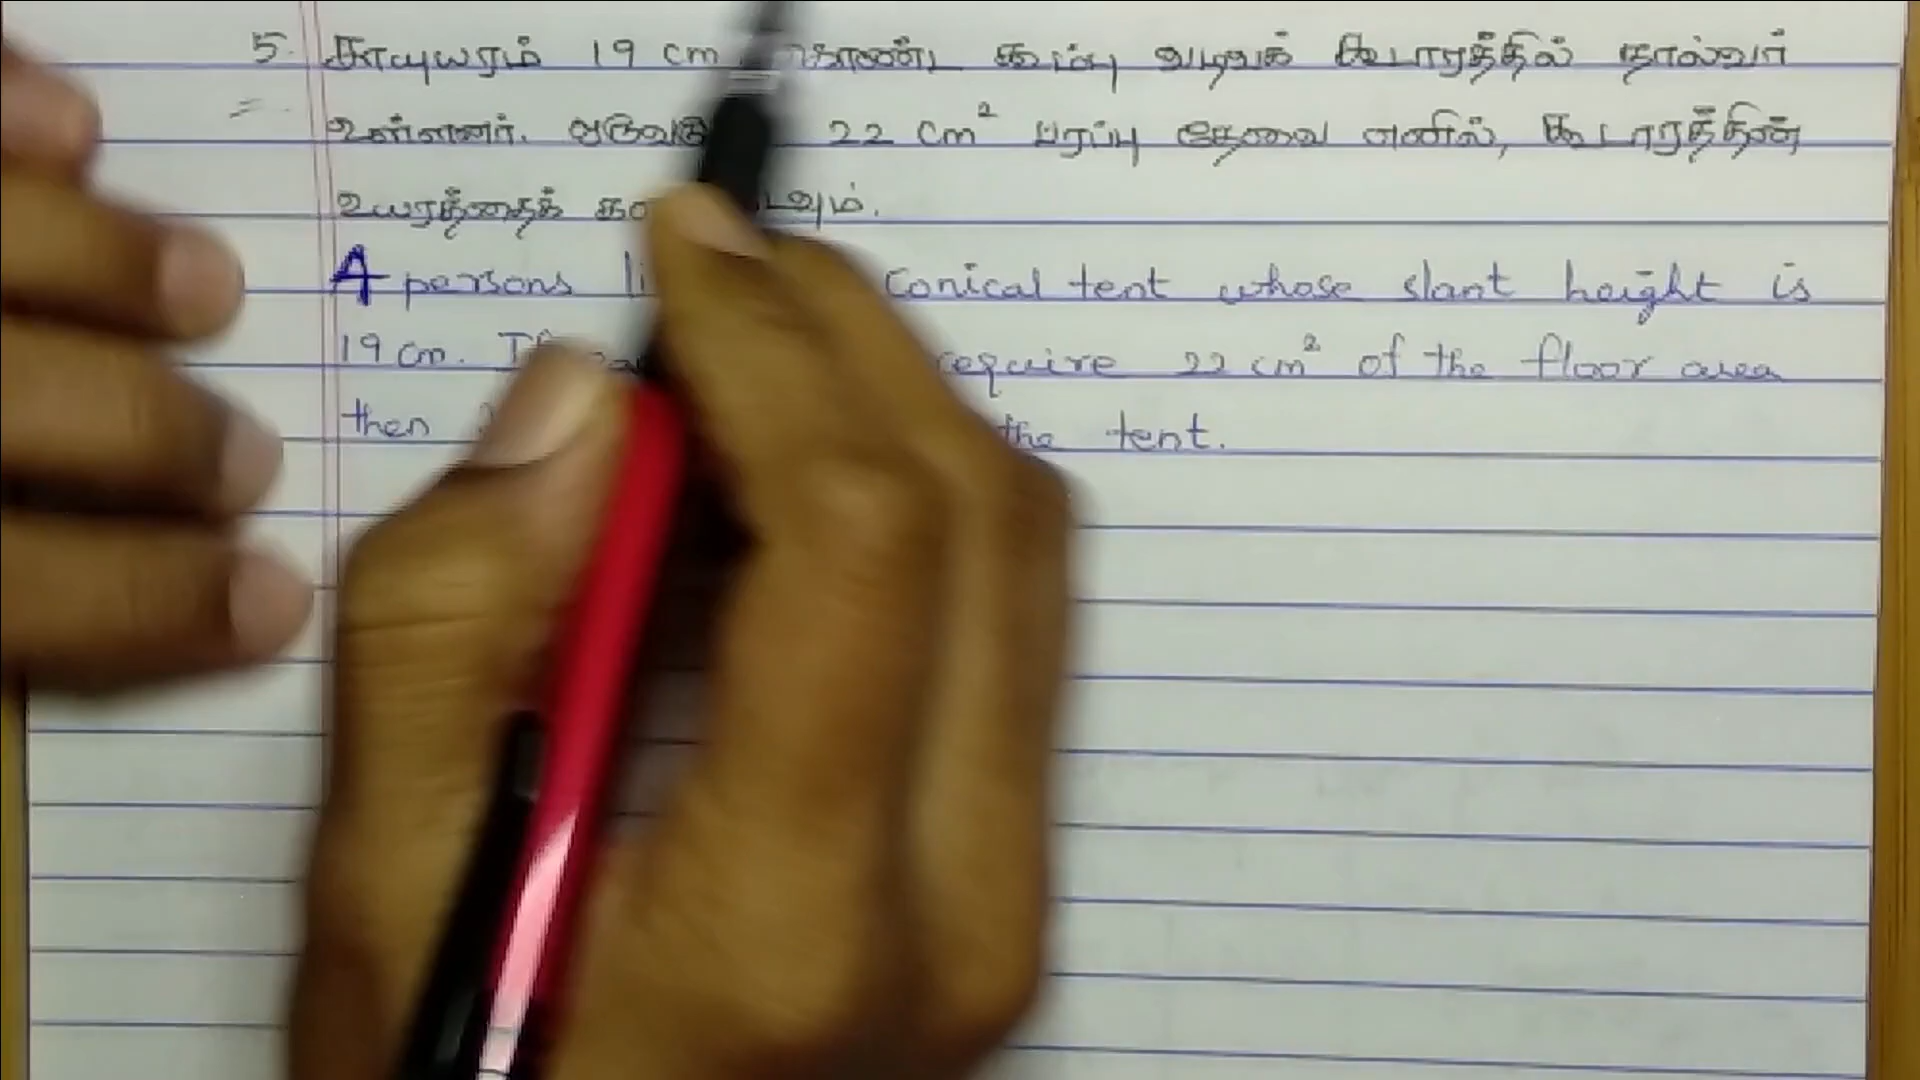 5. சாயுயரம் 19 cm கொண்ட கூம்பு வடிவக் கூடாரத்தில் நால்வர்
உள்ளனர். ஒருவருக்கு 22 cm² பரப்பு தேவை எனில், கூடாரத்தின்
உயரத்தைக்
4 persons conical tent whose slant height is
19 cm. If require 22 cm² of the floor area
then the tent.